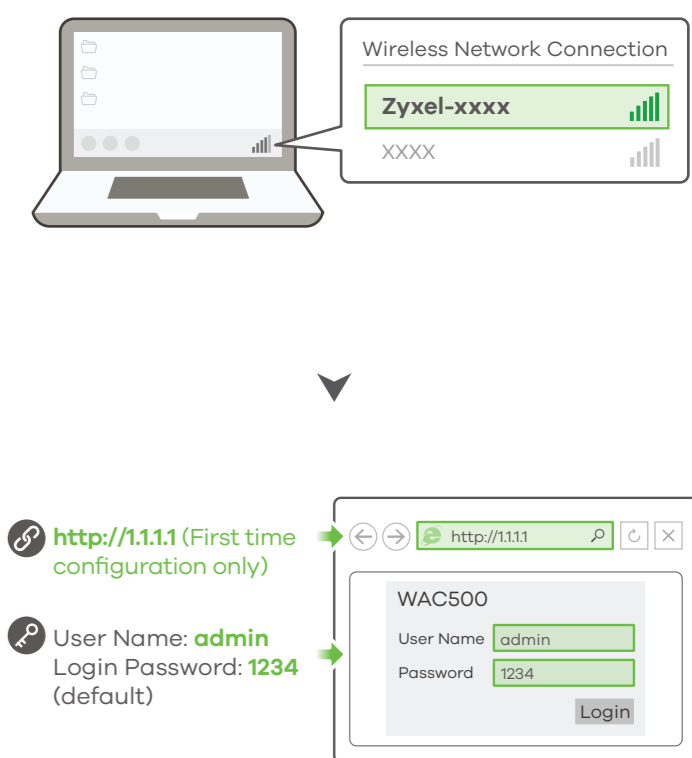 Wireless Network Connection
Zyxel-xxxx
XXXX
http://1.1.1.1 (First time
configuration only)
http://1.1.1.1
User Name: admin
Login Password: 1234
(default)
WAC500
User Name admin
Password 1234
Login